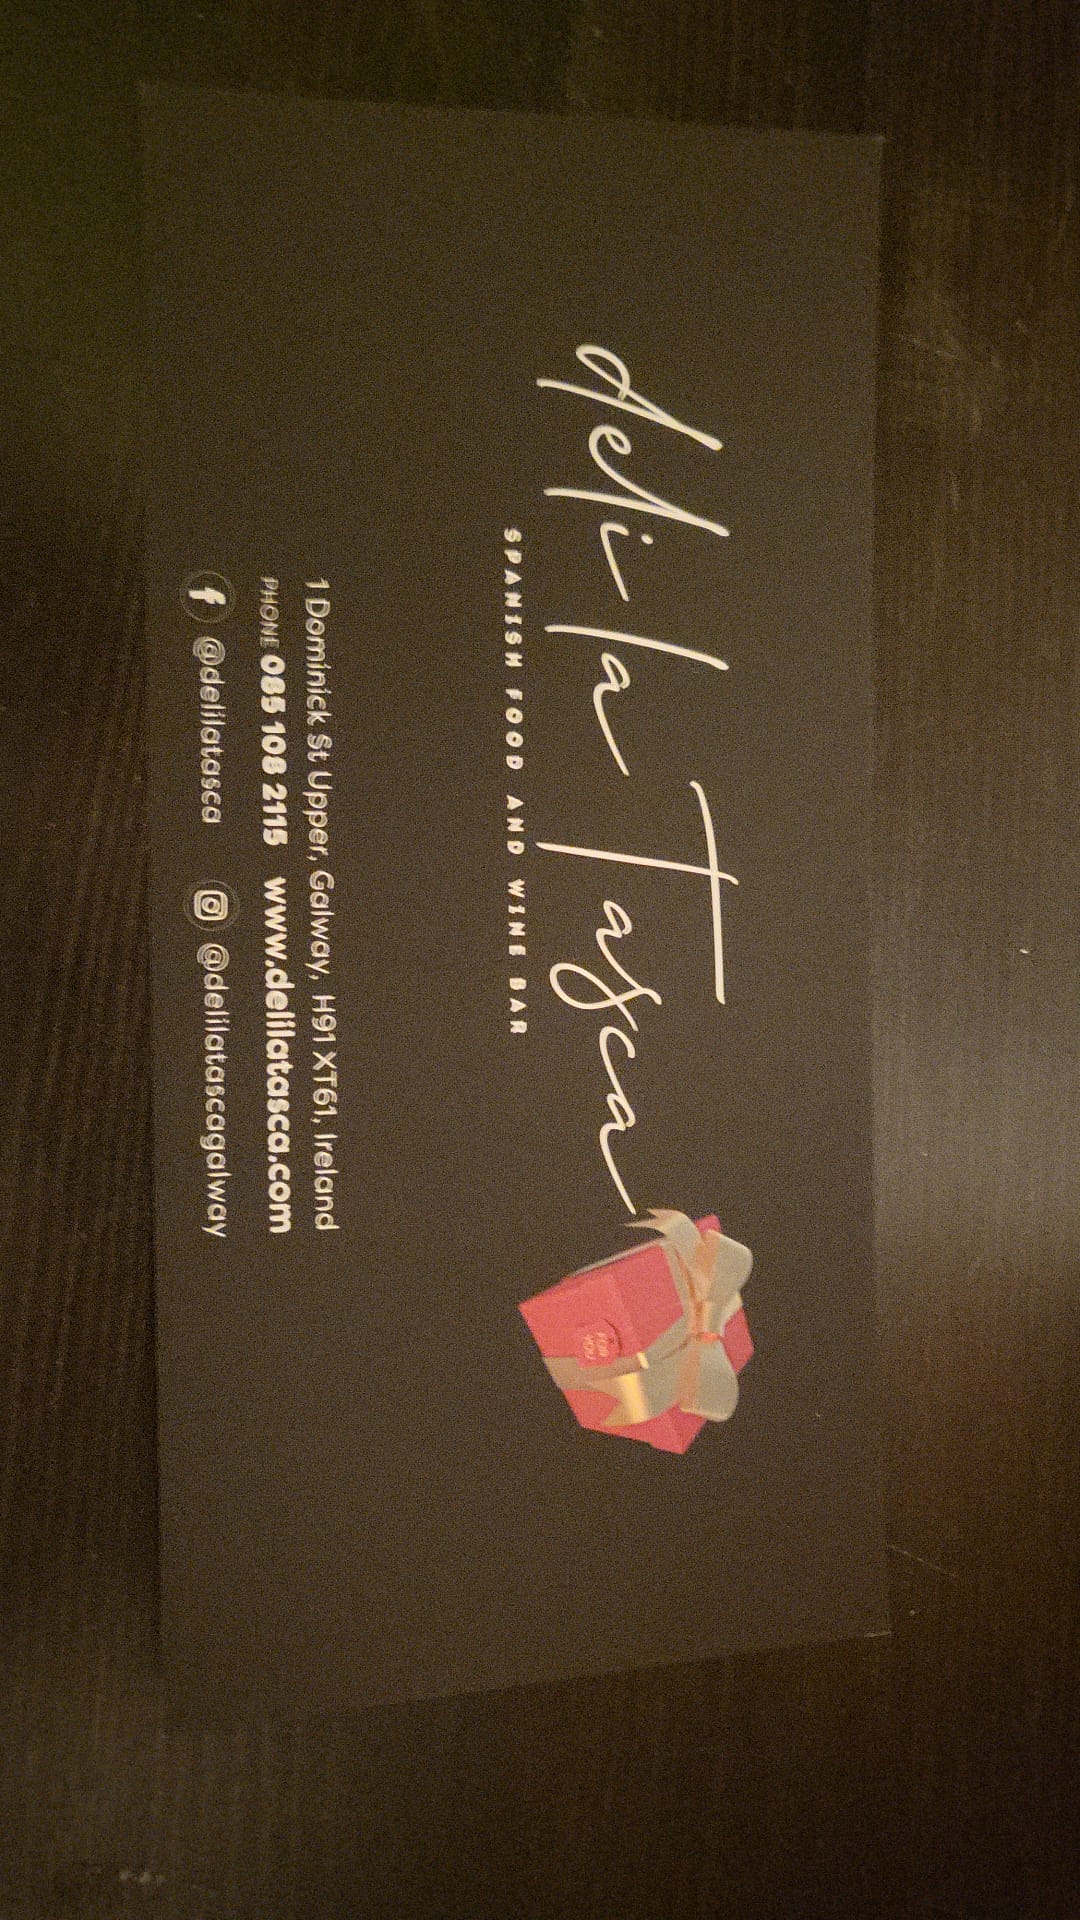 deli la Tasca
SPANISH FOOD AND WINE BAR
FOR YOU
1 Dominick St Upper, Galway, H91 XT61, Ireland
PHONE 085 108 2115 www.delilatasca.com
@delilatasca @delilatascagalway